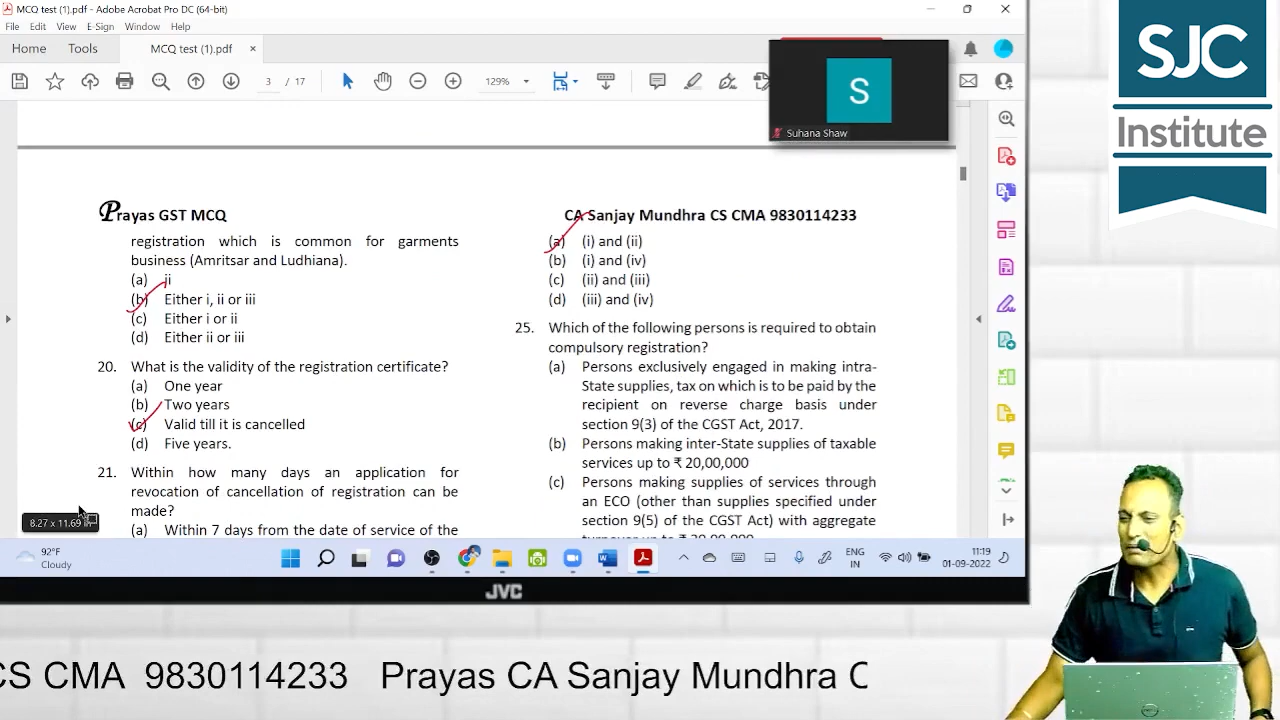 MCQ test (1).pdf - Adobe Acrobat Pro DC (64-bit)
File Edit View E-Sign Window Help
Home Tools MCQ test (1).pdf ×
3 / 17 129%
S
Suhana Shaw
SJC
Institute
Prayas GST MCQ
registration which is common for garments
business (Amritsar and Ludhiana).
(a) ii
(b) Either i, ii or iii
(c) Either i or ii
(d) Either ii or iii
20. What is the validity of the registration certificate?
(a) One year
(b) Two years
(c) Valid till it is cancelled
(d) Five years.
21. Within how many days an application for
revocation of cancellation of registration can be
made?
(a) Within 7 days from the date of service of the
CA Sanjay Mundhra CS CMA 9830114233
(a) (i) and (ii)
(b) (i) and (iv)
(c) (ii) and (iii)
(d) (iii) and (iv)
25. Which of the following persons is required to obtain
compulsory registration?
(a) Persons exclusively engaged in making intra-
State supplies, tax on which is to be paid by the
recipient on reverse charge basis under
section 9(3) of the CGST Act, 2017.
(b) Persons making inter-State supplies of taxable
services up to ₹ 20,00,000
(c) Persons making supplies of services through
an ECO (other than supplies specified under
section 9(5) of the CGST Act) with aggregate
turnover up to ₹ 20,00,000
8.27 x 11.69 in
92°F
Cloudy
ENG
IN
11:19
01-09-2022
JVC
CS CMA 9830114233 Prayas CA Sanjay Mundhra C